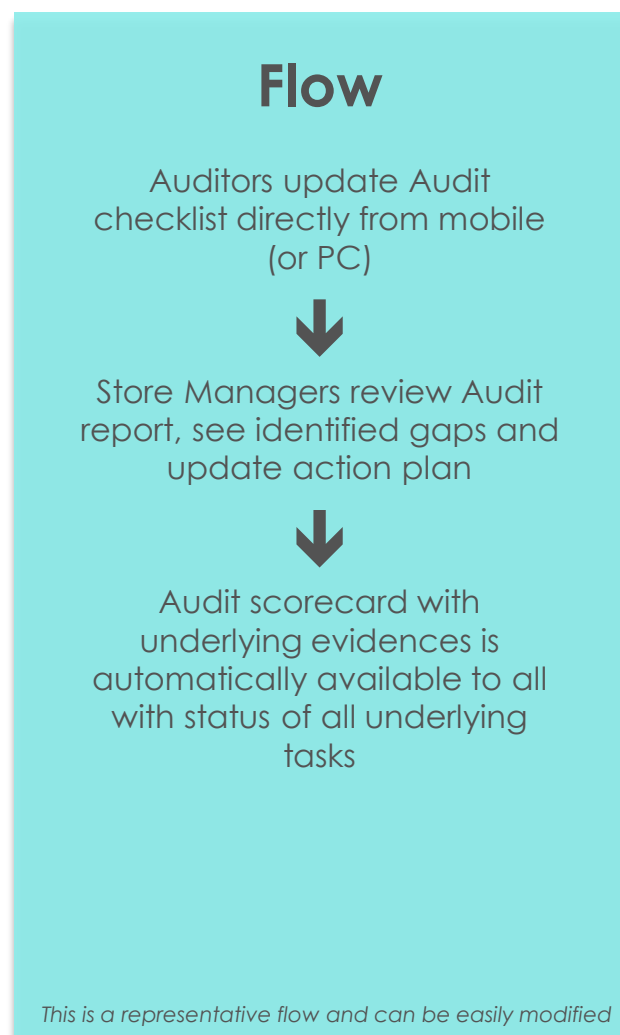 Flow
Auditors update Audit
checklist directly from mobile
(or PC)
Store Managers review Audit
report, see identified gaps and
update action plan
Audit scorecard with
underlying evidences is
automatically available to all
with status of all underlying
tasks
This is a representative flow and can be easily modified